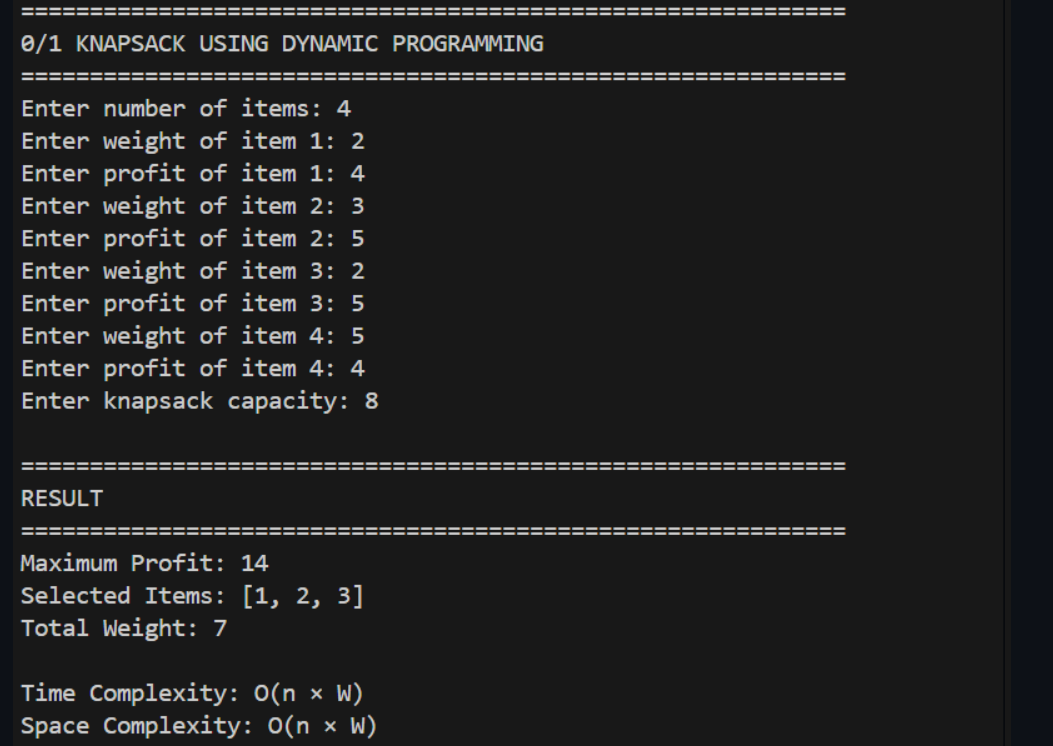 ============================================================
0/1 KNAPSACK USING DYNAMIC PROGRAMMING
============================================================
Enter number of items: 4
Enter weight of item 1: 2
Enter profit of item 1: 4
Enter weight of item 2: 3
Enter profit of item 2: 5
Enter weight of item 3: 2
Enter profit of item 3: 5
Enter weight of item 4: 5
Enter profit of item 4: 4
Enter knapsack capacity: 8
============================================================
RESULT
============================================================
Maximum Profit: 14
Selected Items: [1, 2, 3]
Total Weight: 7
Time Complexity: O(n × W)
Space Complexity: O(n × W)